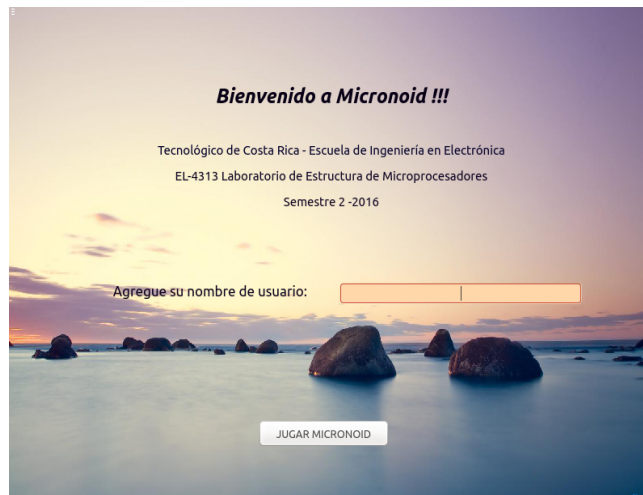 Bienvenido a Micronoid !!!
Tecnológico de Costa Rica - Escuela de Ingeniería en Electrónica
EL-4313 Laboratorio de Estructura de Microprocesadores
Semestre 2 -2016
Agregue su nombre de usuario:
JUGAR MICRONOID